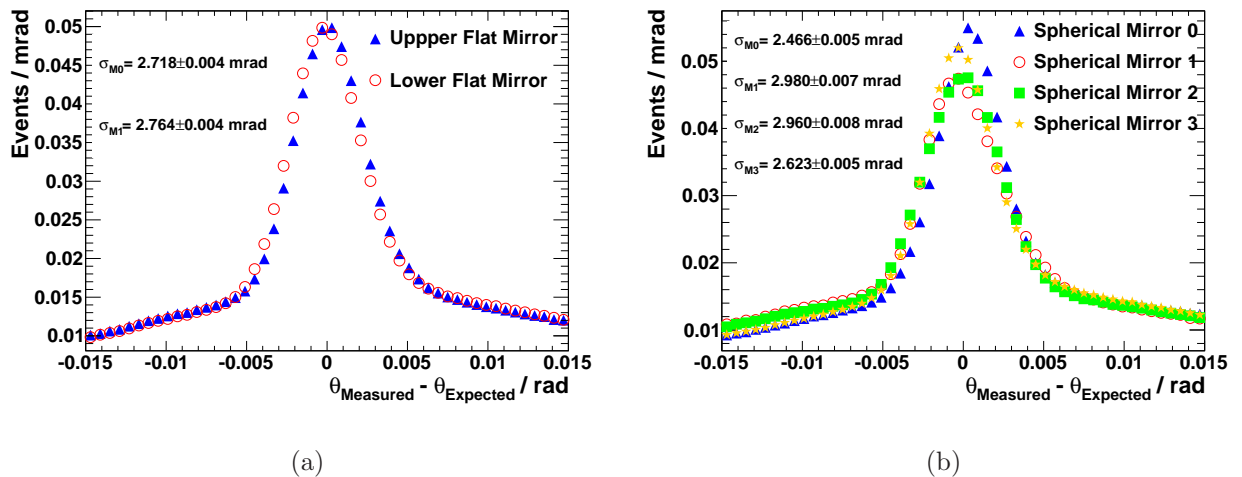 Events / mrad
0.05
0.045
0.04
0.035
0.03
0.025
0.02
0.015
0.01
σM0= 2.718±0.004 mrad
σM1= 2.764±0.004 mrad
Uppper Flat Mirror
Lower Flat Mirror
-0.015 -0.01 -0.005 0 0.005 0.01 0.015
θMeasured - θExpected / rad
(a)
Events / mrad
0.05
0.04
0.03
0.02
0.01
σM0= 2.466±0.005 mrad
σM1= 2.980±0.007 mrad
σM2= 2.960±0.008 mrad
σM3= 2.623±0.005 mrad
Spherical Mirror 0
Spherical Mirror 1
Spherical Mirror 2
Spherical Mirror 3
-0.015 -0.01 -0.005 0 0.005 0.01 0.015
θMeasured - θExpected / rad
(b)